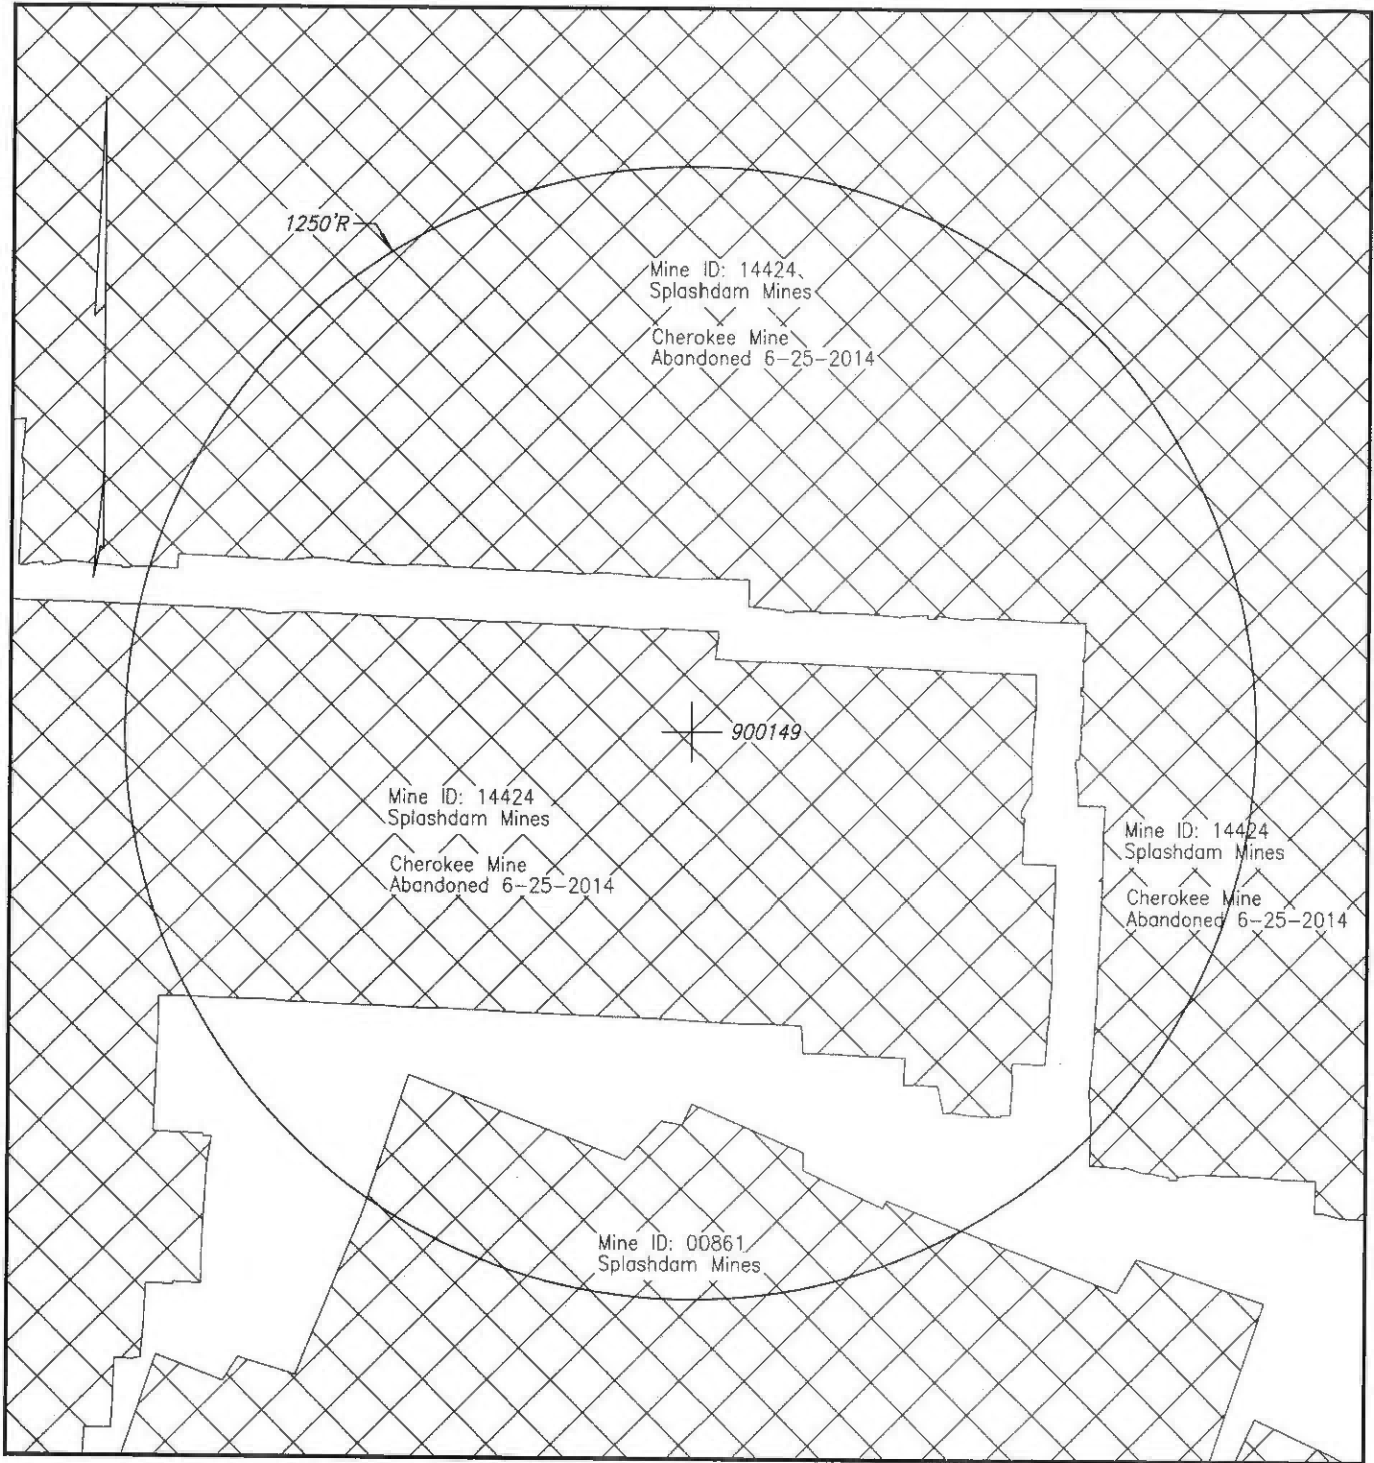 1250'R
Mine ID: 14424
Splashdam Mines
Cherokee Mine
Abandoned 6-25-2014
900149
Mine ID: 14424
Splashdam Mines
Cherokee Mine
Abandoned 6-25-2014
Mine ID: 14424
Splashdam Mines
Cherokee Mine
Abandoned 6-25-2014
Mine ID: 00861
Splashdam Mines